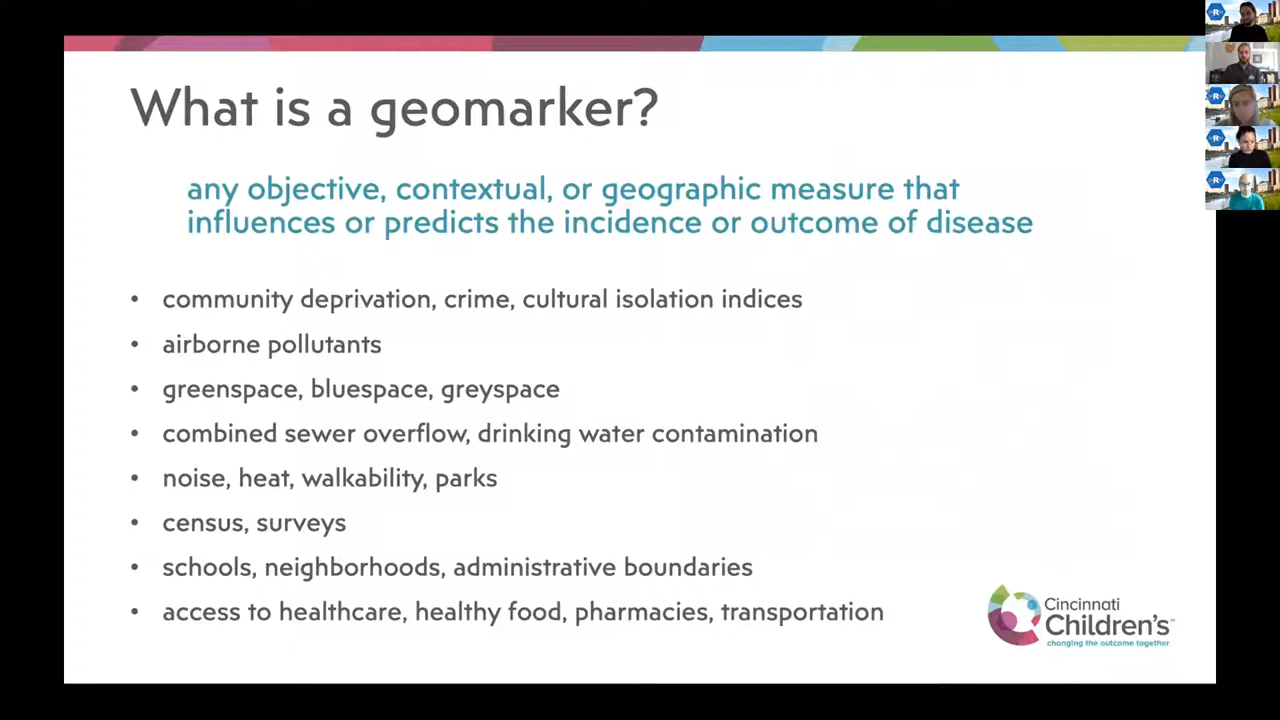 What is a geomarker?
any objective, contextual, or geographic measure that
influences or predicts the incidence or outcome of disease
• community deprivation, crime, cultural isolation indices
• airborne pollutants
• greenspace, bluespace, greyspace
• combined sewer overflow, drinking water contamination
• noise, heat, walkability, parks
• census, surveys
• schools, neighborhoods, administrative boundaries
• access to healthcare, healthy food, pharmacies, transportation
Cincinnati
Children's™
changing the outcome together
R
R
R
R